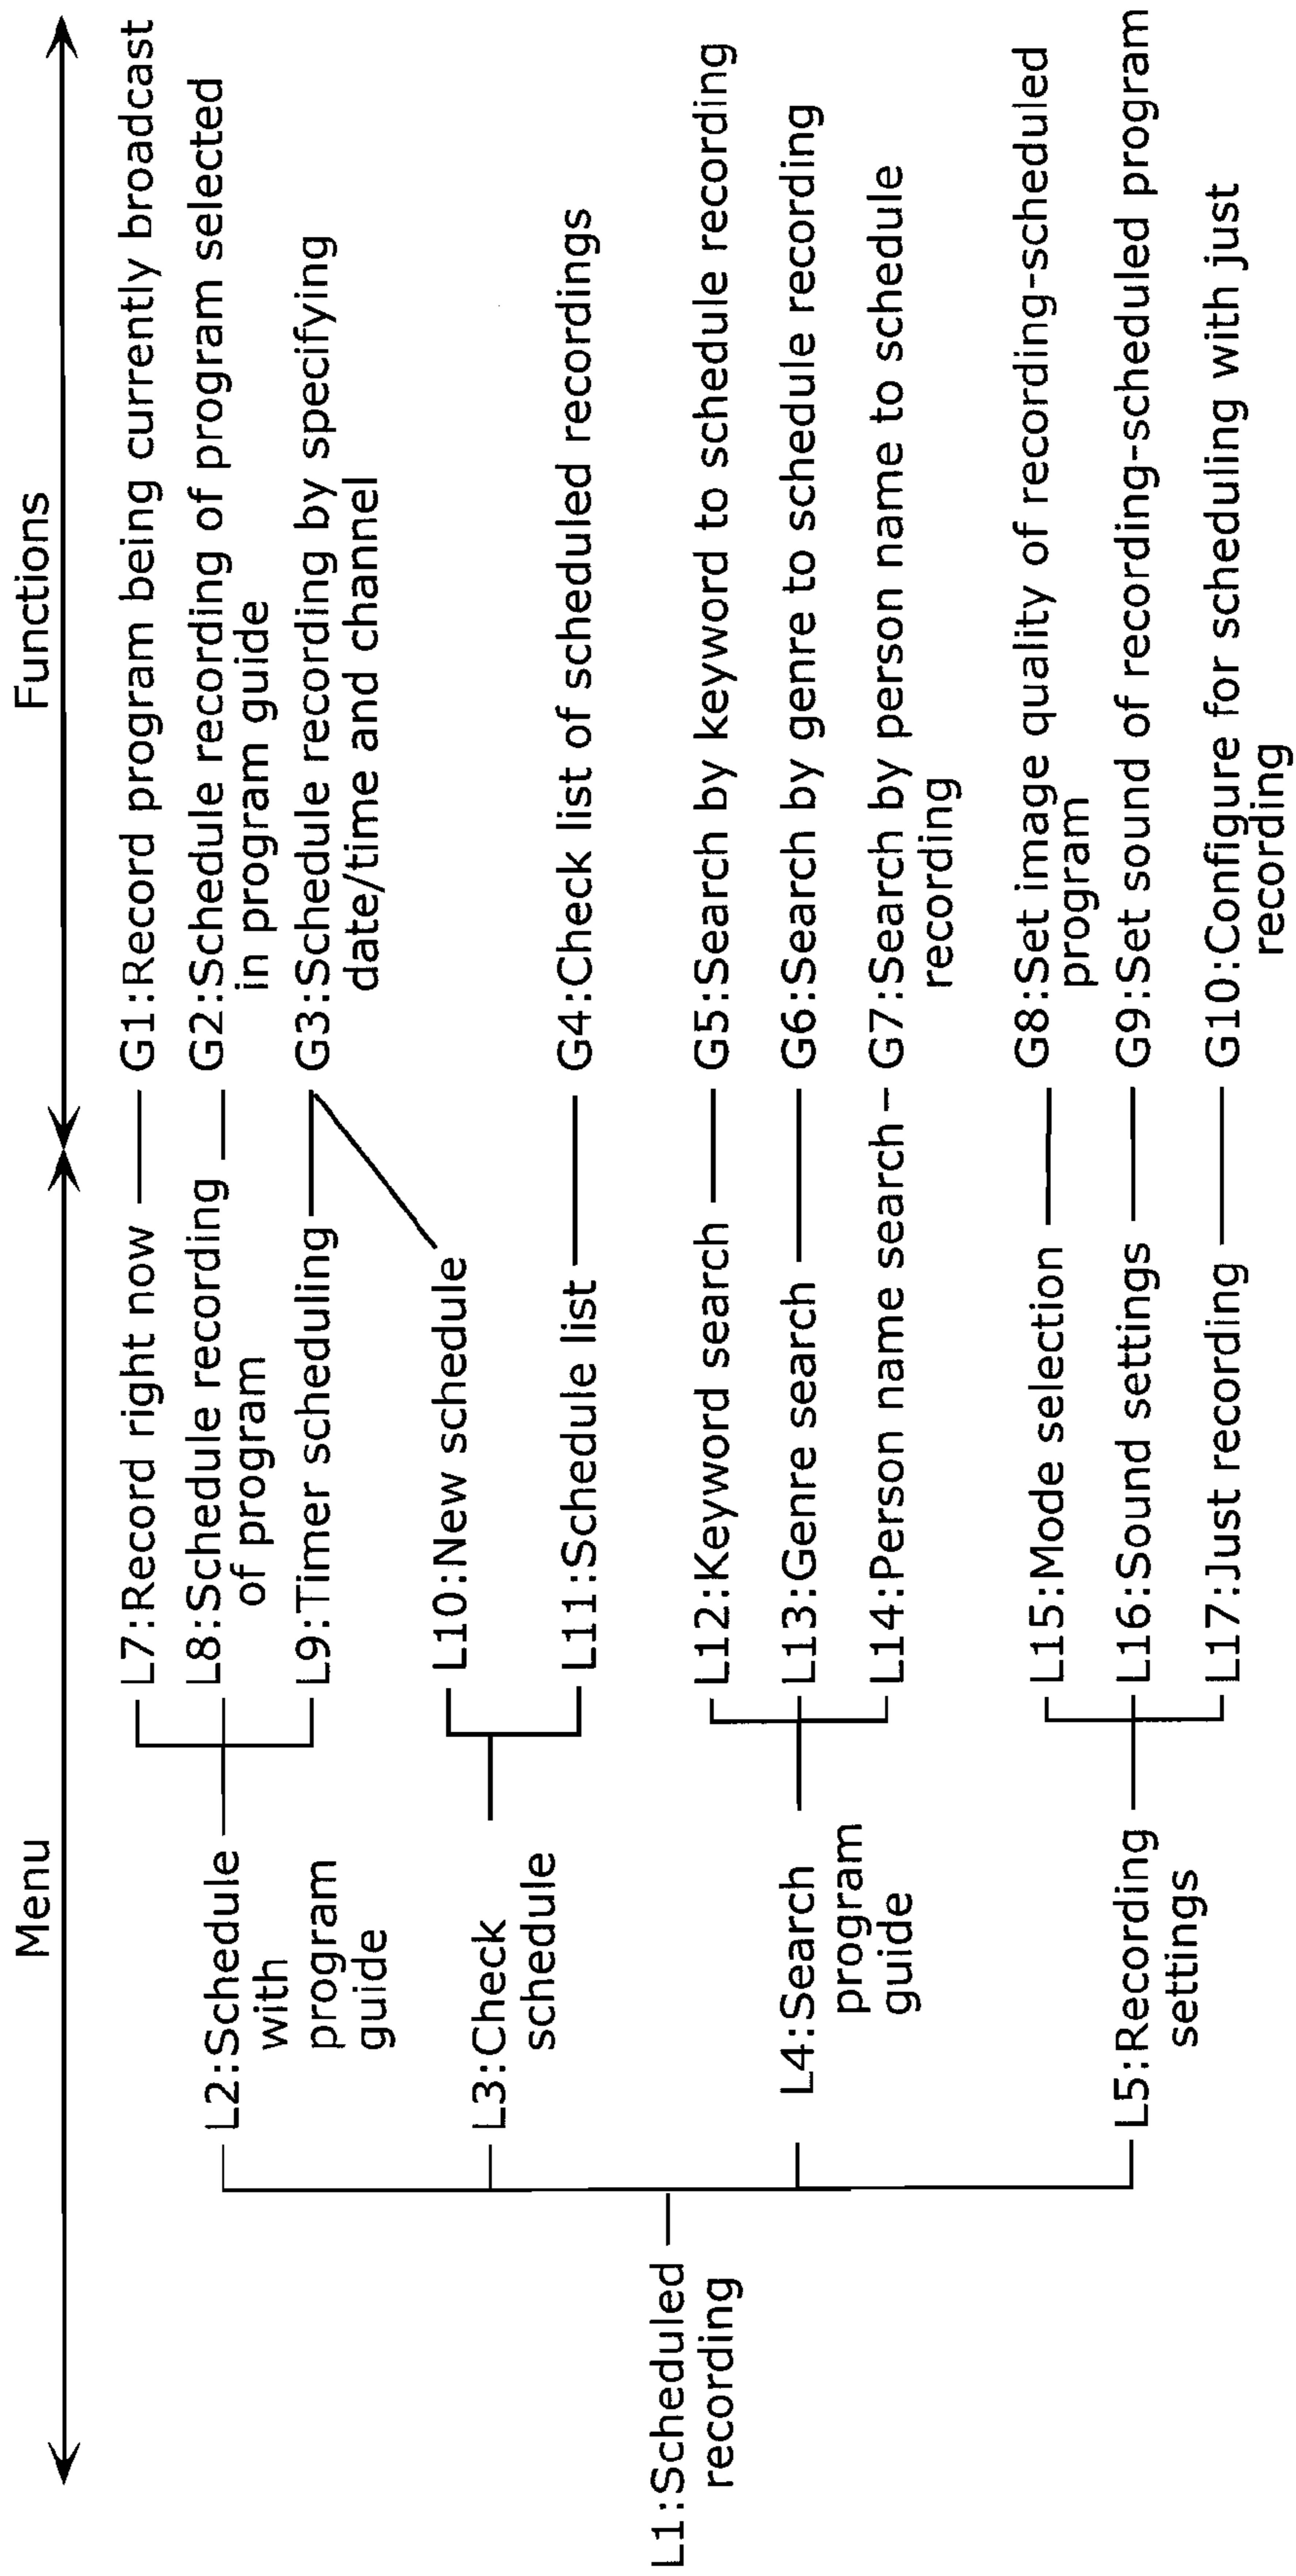 Menu
Functions
L1:Scheduled
recording
L2:Schedule
with
program
guide
L3:Check
schedule
L4:Search
program
guide
L5:Recording
settings
L7:Record right now
L8:Schedule recording
of program
L9:Timer scheduling
L10:New schedule
L11:Schedule list
L12:Keyword search
L13:Genre search
L14:Person name search
L15:Mode selection
L16:Sound settings
L17:Just recording
G1:Record program being currently broadcast
G2:Schedule recording of program selected
in program guide
G3:Schedule recording by specifying
date/time and channel
G4:Check list of scheduled recordings
G5:Search by keyword to schedule recording
G6:Search by genre to schedule recording
G7:Search by person name to schedule
recording
G8:Set image quality of recording-scheduled
program
G9:Set sound of recording-scheduled program
G10:Configure for scheduling with just
recording